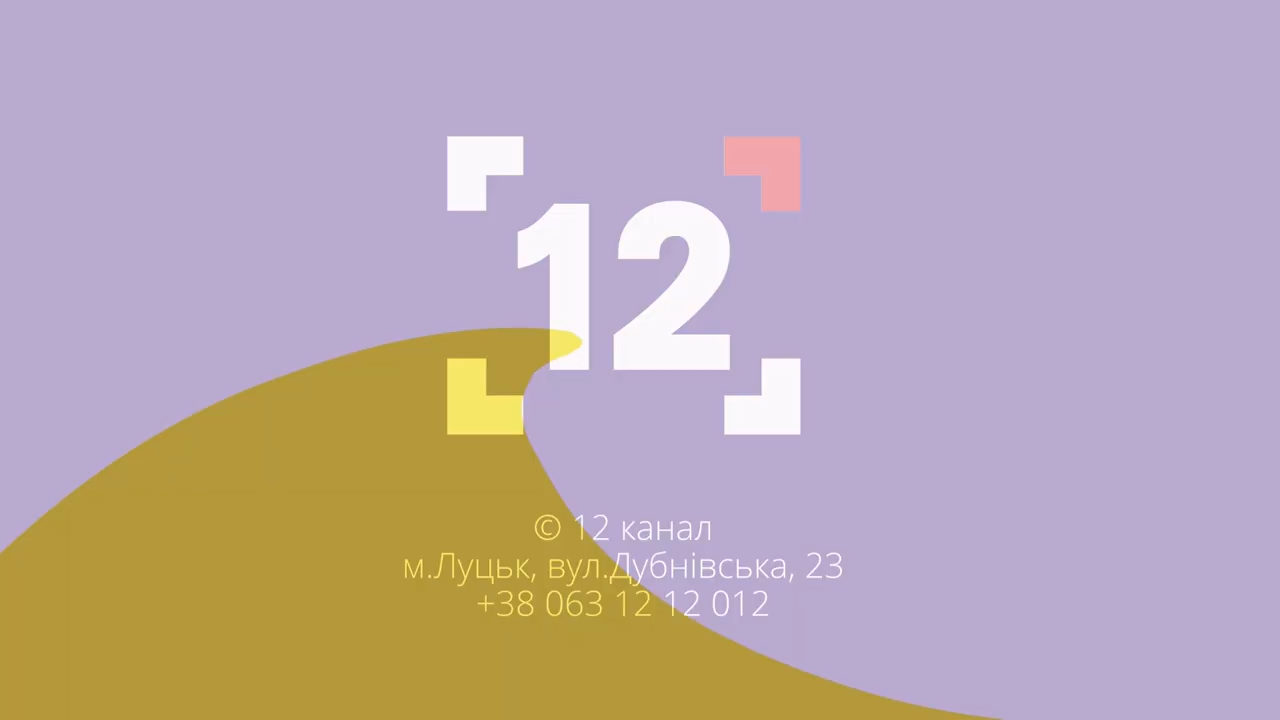 12
© 12 канал
м.Луцьк, вул.Дубнівська, 23
+38 063 12 12 012